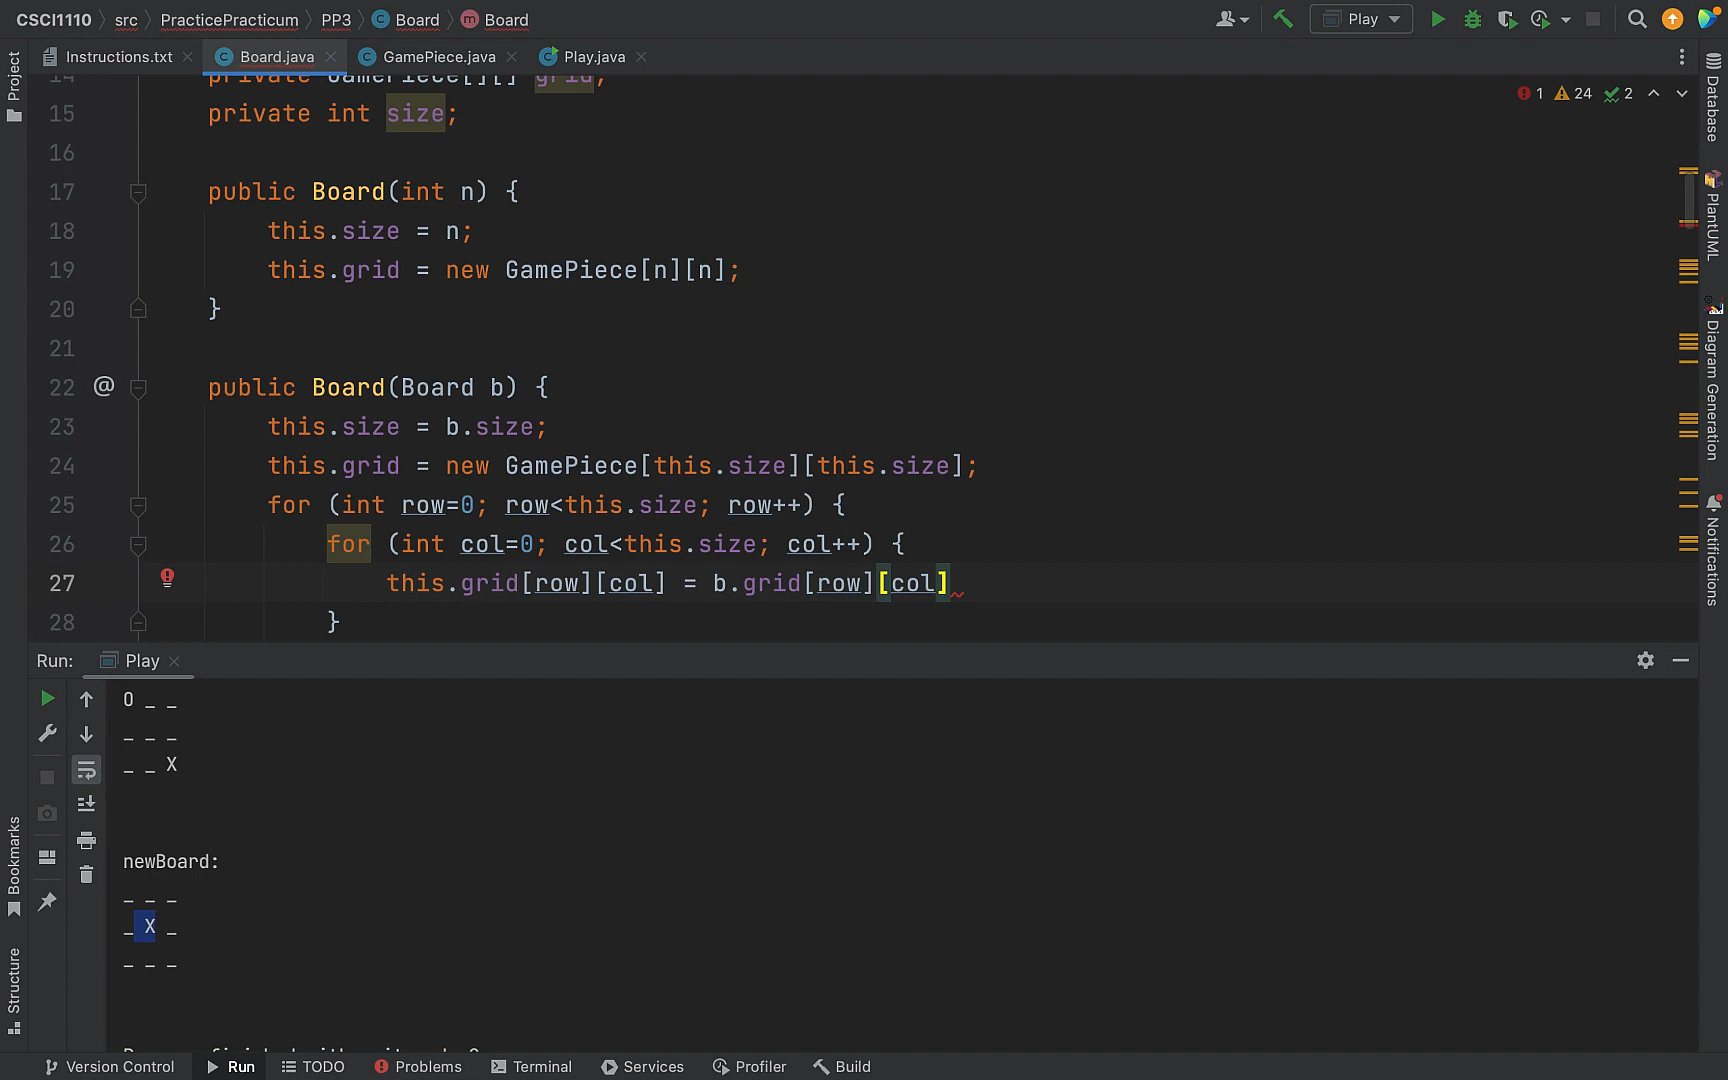 CSCI1110 src PracticePracticum PP3 Board Board Play
Instructions.txt Board.java GamePiece.java Play.java
Project
14 private GamePiece[][] grid;
1 24 2
15 private int size;
16
17 public Board(int n) {
18 this.size = n;
19 this.grid = new GamePiece[n][n];
20 }
21
22 @ public Board(Board b) {
23 this.size = b.size;
24 this.grid = new GamePiece[this.size][this.size];
25 for (int row=0; row<this.size; row++) {
26 for (int col=0; col<this.size; col++) {
27 this.grid[row][col] = b.grid[row][col]
28 }
Database
PlantUML
Diagram Generation
Notifications
Run: Play
O _ _
_ _ _
_ _ X
newBoard:
_ _ _
_ X _
_ _ _
Bookmarks
Structure
Version Control Run TODO Problems Terminal Services Profiler Build